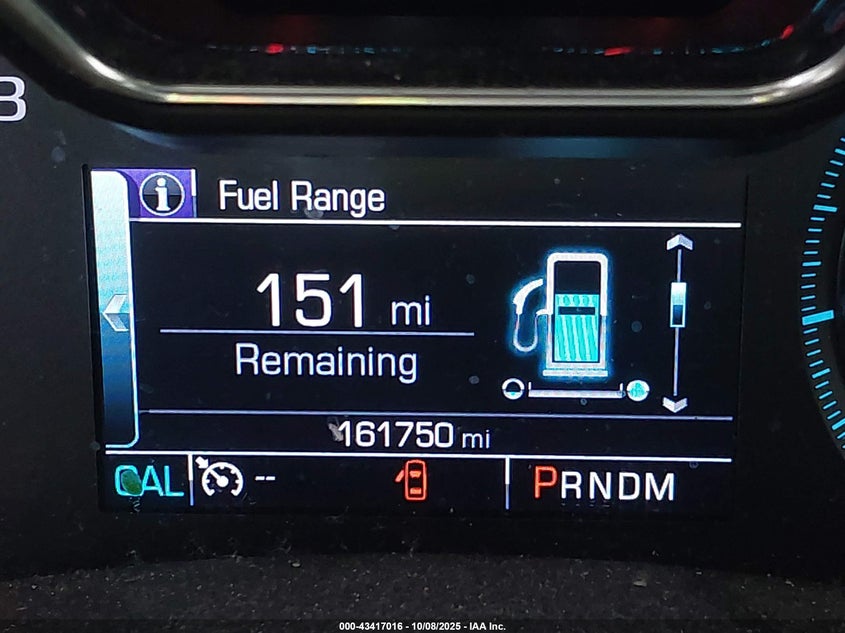 B
i Fuel Range
151 mi
Remaining
161750 mi
CAL -- PRNDM
000-43417016 - 10/08/2025 - IAA Inc.